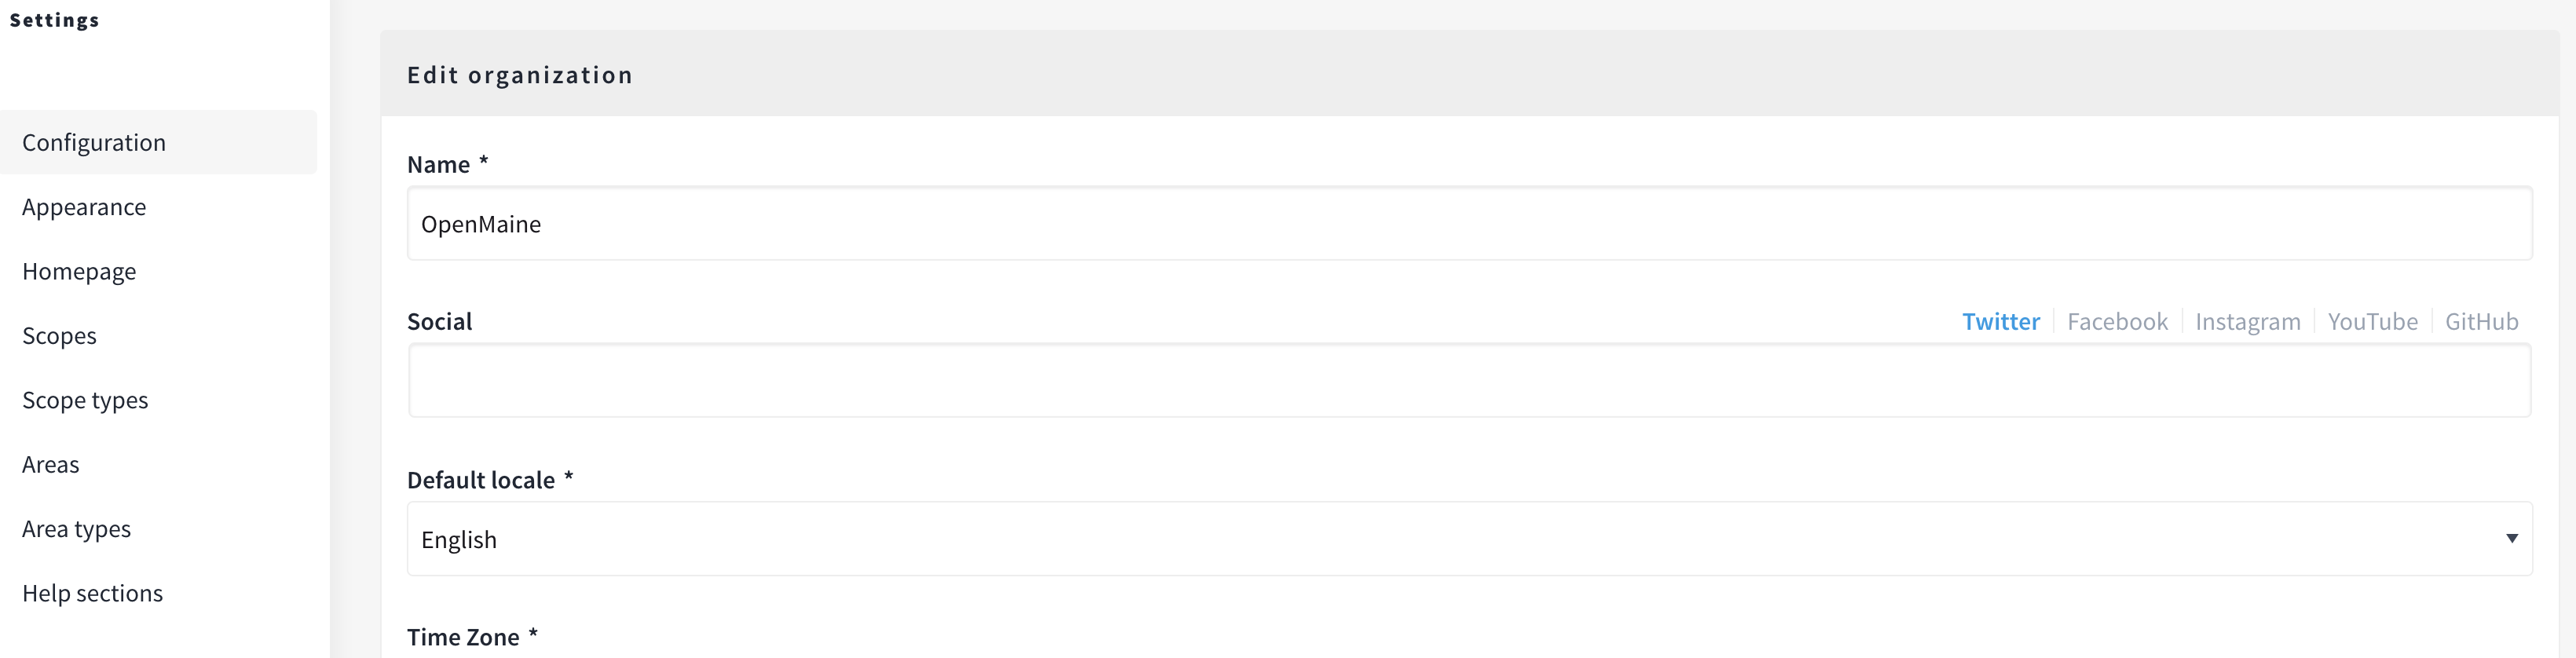 Settings
Configuration
Appearance
Homepage
Scopes
Scope types
Areas
Area types
Help sections
Edit organization
Name *
OpenMaine
Social
Twitter Facebook Instagram YouTube GitHub
Default locale *
English
Time Zone *